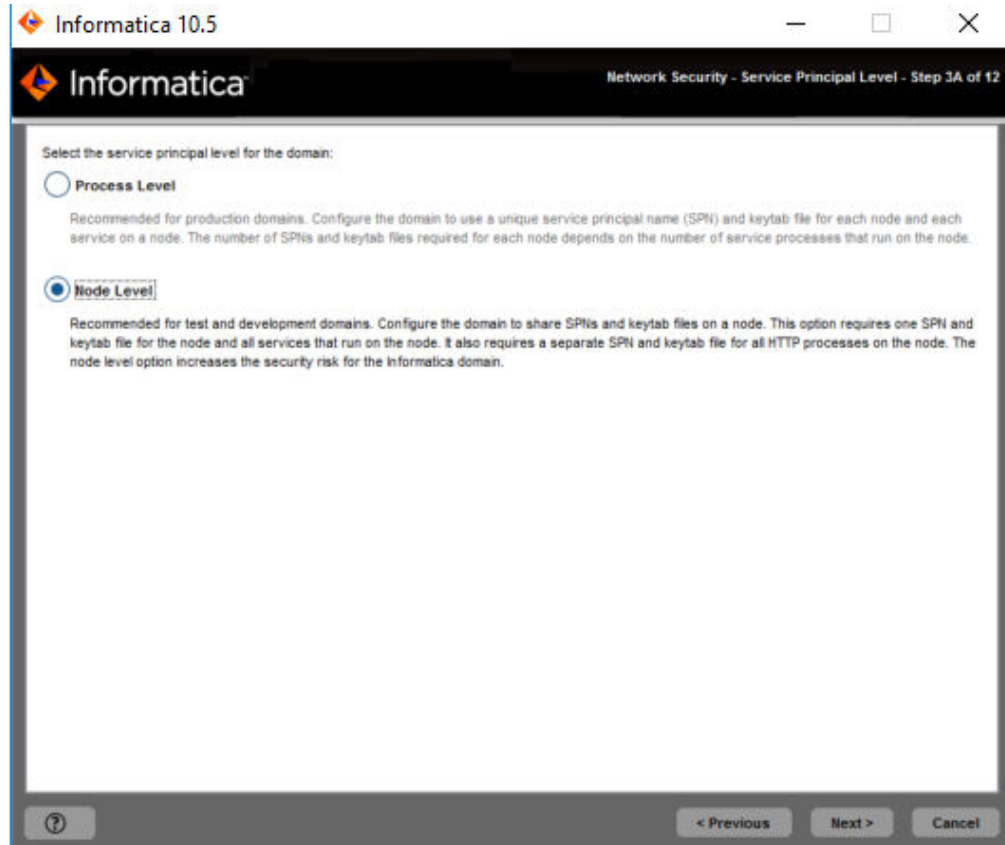 Informatica 10.5
Informatica
Network Security - Service Principal Level - Step 3A of 12
Select the service principal level for the domain:
Process Level
Recommended for production domains. Configure the domain to use a unique service principal name (SPN) and keytab file for each node and each
service on a node. The number of SPNs and keytab files required for each node depends on the number of service processes that run on the node.
Node Level
Recommended for test and development domains. Configure the domain to share SPNs and keytab files on a node. This option requires one SPN and
keytab file for the node and all services that run on the node. It also requires a separate SPN and keytab file for all HTTP processes on the node. The
node level option increases the security risk for the Informatica domain.
?
< Previous
Next >
Cancel